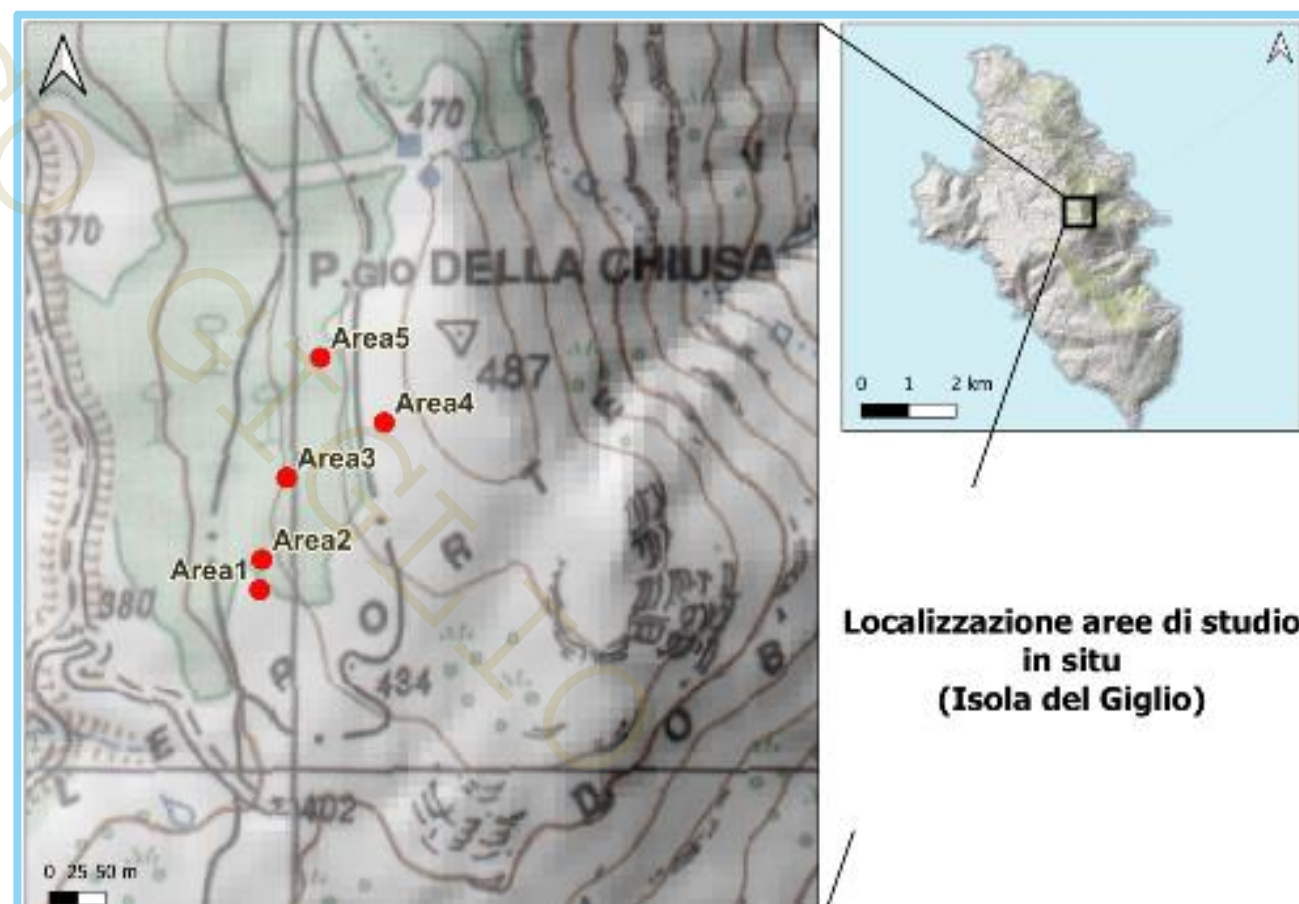 470
370
P.GIO DELLA CHIUSA
Area5
487
Area4
Area3
Area2
Area1
380
434
402
0 25 50 m
0 1 2 km
Localizzazione aree di studio
in situ
(Isola del Giglio)
GIGLIO